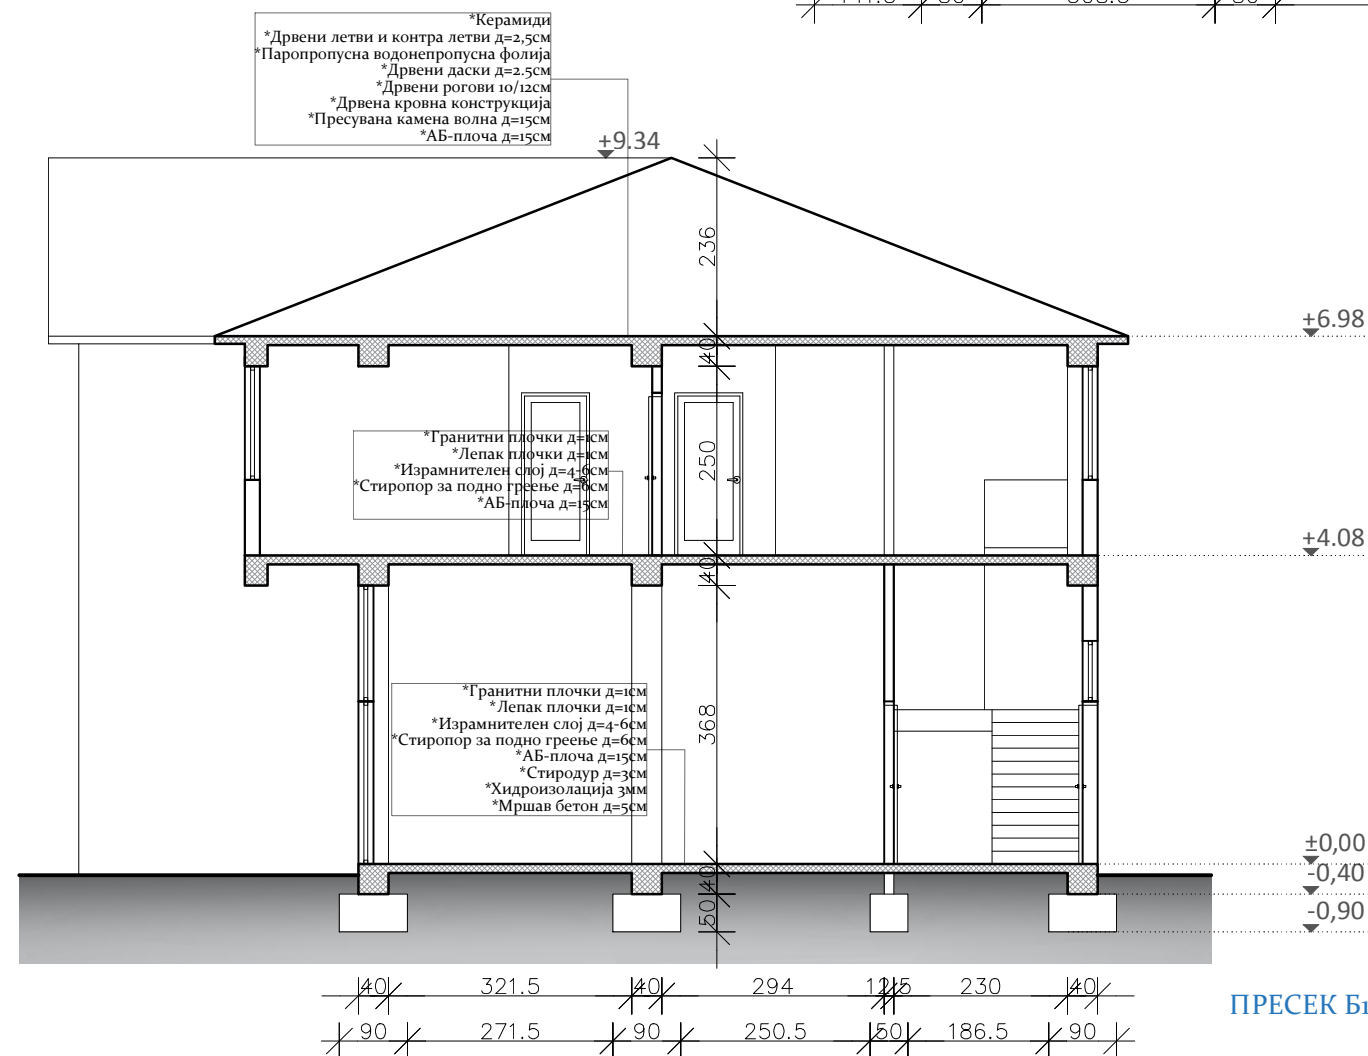 *Керамиди
*Дрвени летви и контра летви д=2,5см
*Паропропусна водонепропусна фолија
*Дрвени даски д=2.5см
*Дрвени рогови 10/12см
*Дрвена кровна конструкција
*Пресувана камена волна д=15см
*АБ-плоча д=15см
+9.34
236
+6.98
40
*Гранитни плочки д=1см
*Лепак плочки д=1см
*Израмнителен слој д=4-6см
*Стиропор за подно греење д=6см
*АБ-плоча д=15см
250
+4.08
40
*Гранитни плочки д=1см
*Лепак плочки д=1см
*Израмнителен слој д=4-6см
*Стиропор за подно греење д=6см
*АБ-плоча д=15см
*Стиродур д=3см
*Хидроизолација 3мм
*Мршав бетон д=5см
368
±0,00
-0,40
40
-0,90
50
40 321.5 40 294 12.5 230 40
90 271.5 90 250.5 50 186.5 90
ПРЕСЕК Б1